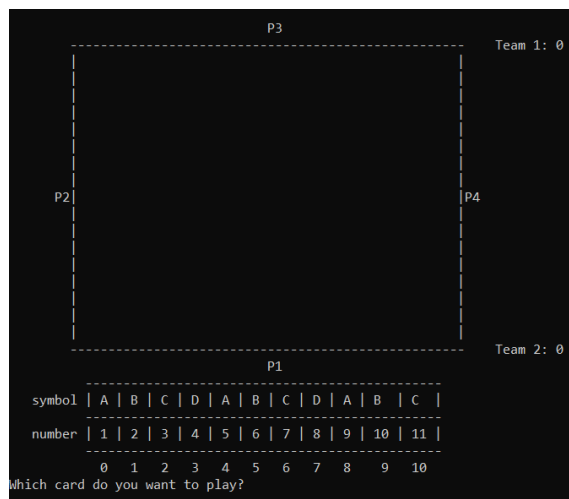 P3
Team 1: 0
P2
P4
Team 2: 0
P1
symbol | A | B | C | D | A | B | C | D | A | B | C |
number | 1 | 2 | 3 | 4 | 5 | 6 | 7 | 8 | 9 | 10 | 11 |
0 1 2 3 4 5 6 7 8 9 10
Which card do you want to play?